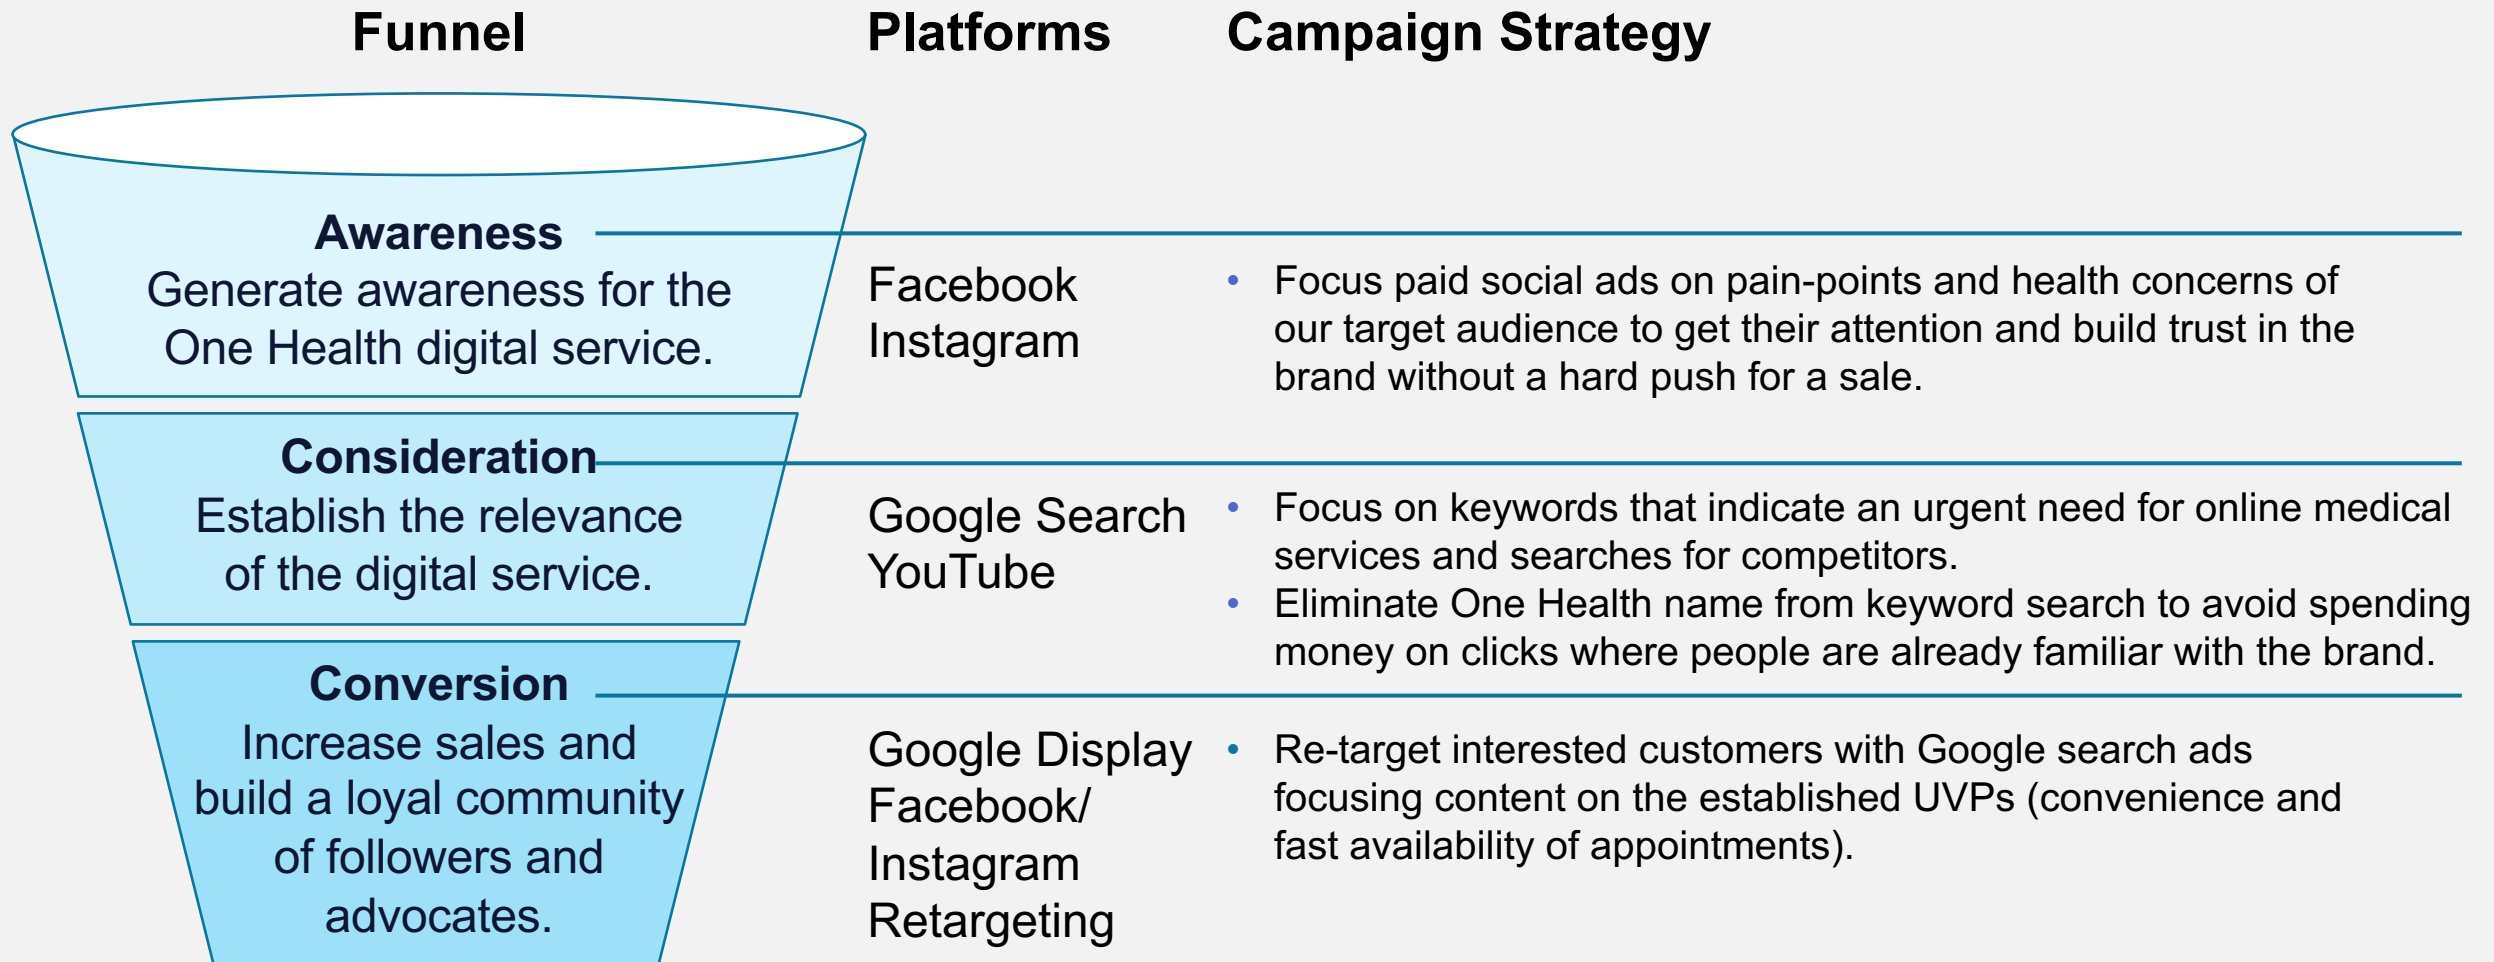 Funnel
Platforms
Campaign Strategy
Awareness
Generate awareness for the
One Health digital service.
Facebook
Instagram
• Focus paid social ads on pain-points and health concerns of
our target audience to get their attention and build trust in the
brand without a hard push for a sale.
Consideration
Establish the relevance
of the digital service.
Google Search
YouTube
• Focus on keywords that indicate an urgent need for online medical
services and searches for competitors.
• Eliminate One Health name from keyword search to avoid spending
money on clicks where people are already familiar with the brand.
Conversion
Increase sales and
build a loyal community
of followers and
advocates.
Google Display
Facebook/
Instagram
Retargeting
• Re-target interested customers with Google search ads
focusing content on the established UVPs (convenience and
fast availability of appointments).